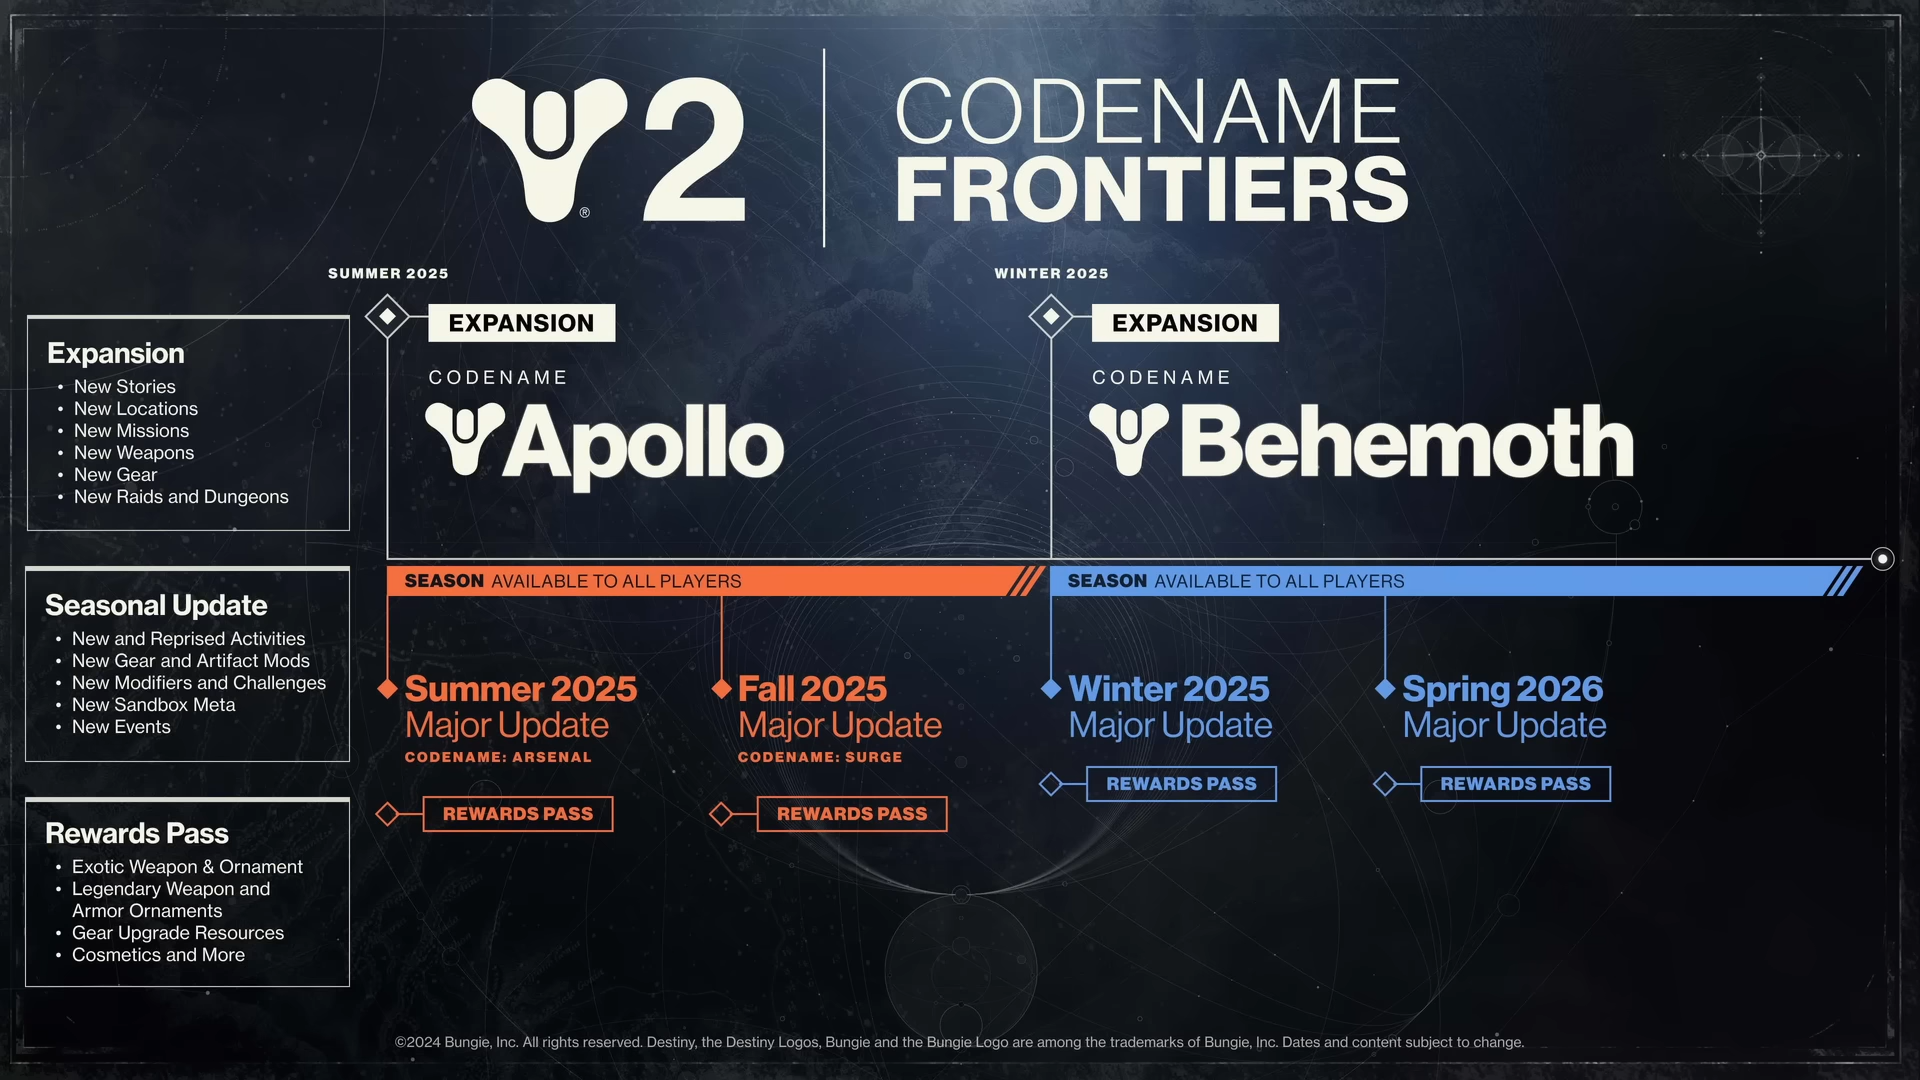 2
®
CODENAME
FRONTIERS
SUMMER 2025
EXPANSION
CODENAME
Apollo
WINTER 2025
EXPANSION
CODENAME
Behemoth
Expansion
• New Stories
• New Locations
• New Missions
• New Weapons
• New Gear
• New Raids and Dungeons
Seasonal Update
• New and Reprised Activities
• New Gear and Artifact Mods
• New Modifiers and Challenges
• New Sandbox Meta
• New Events
Rewards Pass
• Exotic Weapon & Ornament
• Legendary Weapon and
Armor Ornaments
• Gear Upgrade Resources
• Cosmetics and More
SEASON AVAILABLE TO ALL PLAYERS
Summer 2025
Major Update
CODENAME: ARSENAL
REWARDS PASS
Fall 2025
Major Update
CODENAME: SURGE
REWARDS PASS
SEASON AVAILABLE TO ALL PLAYERS
Winter 2025
Major Update
REWARDS PASS
Spring 2026
Major Update
REWARDS PASS
©2024 Bungie, Inc. All rights reserved. Destiny, the Destiny Logos, Bungie and the Bungie Logo are among the trademarks of Bungie, Inc. Dates and content subject to change.